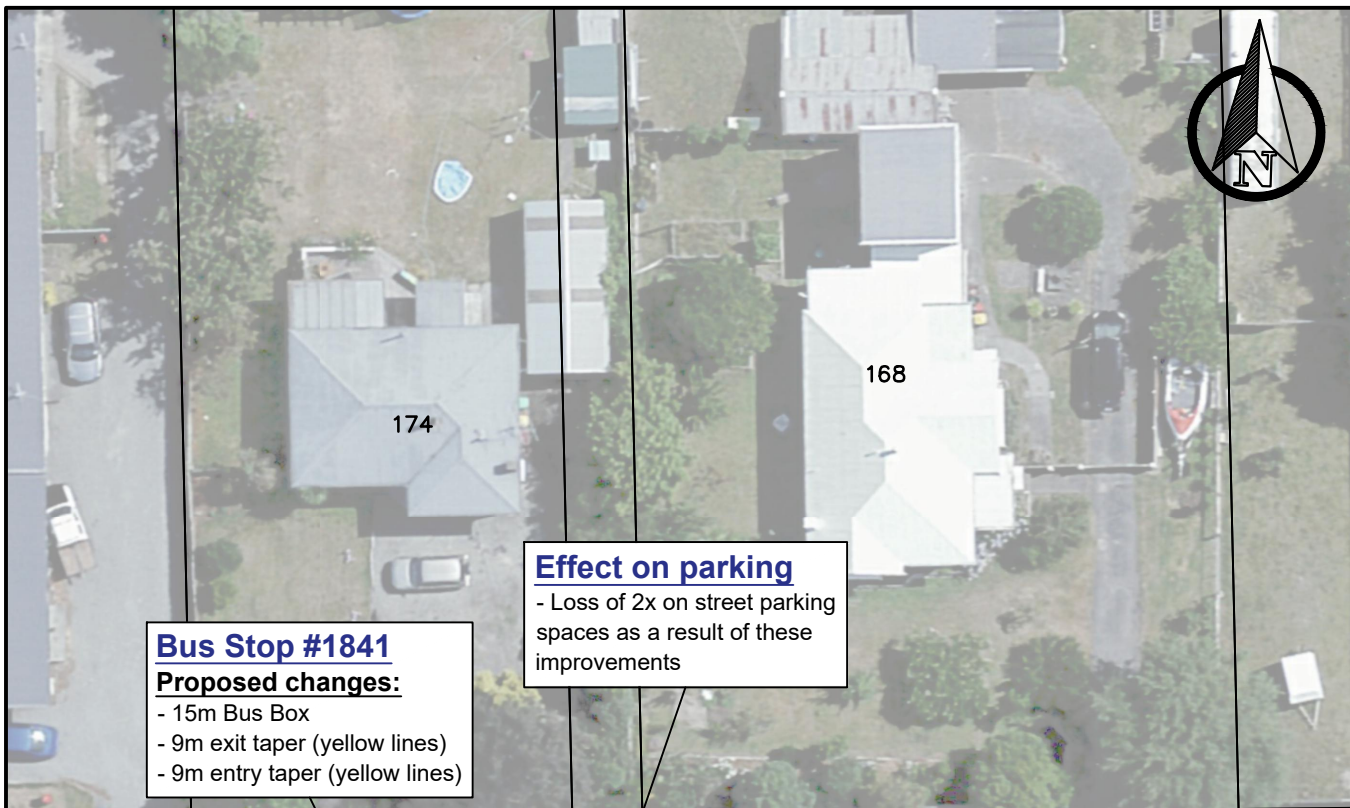 N
168
174
Effect on parking
- Loss of 2x on street parking
spaces as a result of these
improvements
Bus Stop #1841
Proposed changes:
- 15m Bus Box
- 9m exit taper (yellow lines)
- 9m entry taper (yellow lines)